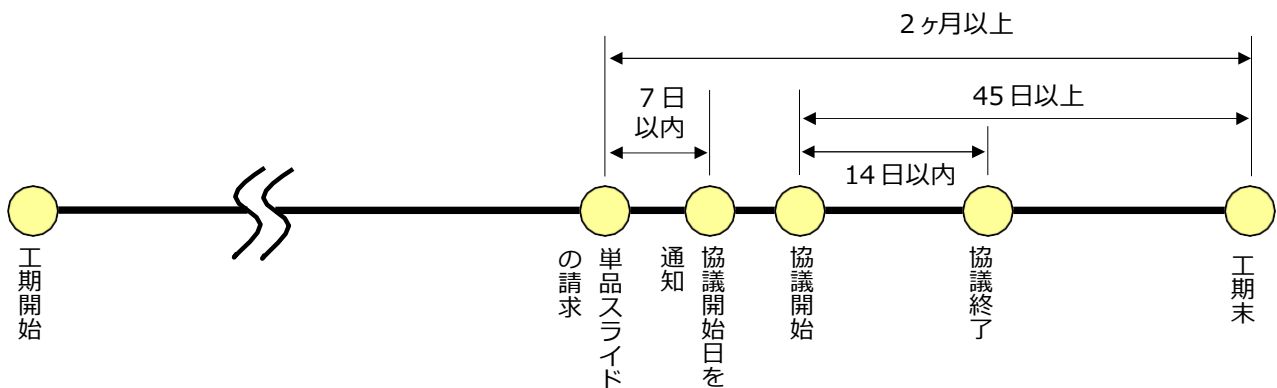 2ヶ月以上
7日
以内
45日以上
14日以内
工期開始
単品スライド
の請求
協議開始日を
通知
協議開始
協議終了
工期末